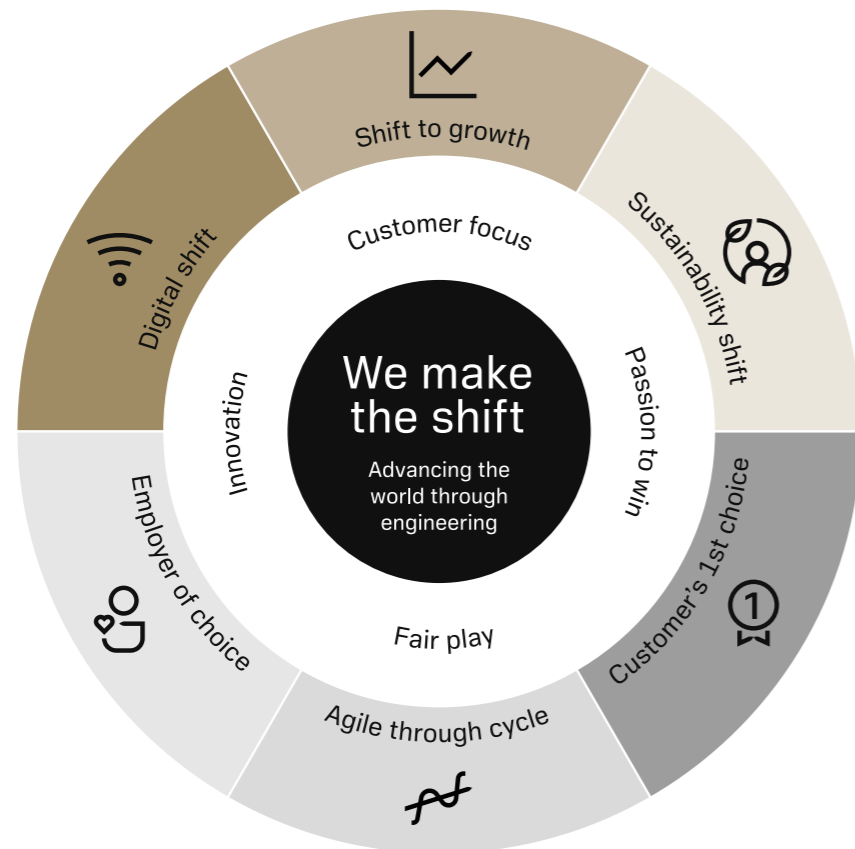 Shift to growth
Sustainability shift
Customer's 1st choice
Agile through cycle
Employer of choice
Digital shift
Customer focus
Passion to win
Fair play
Innovation
We make
the shift
Advancing the
world through
engineering
1